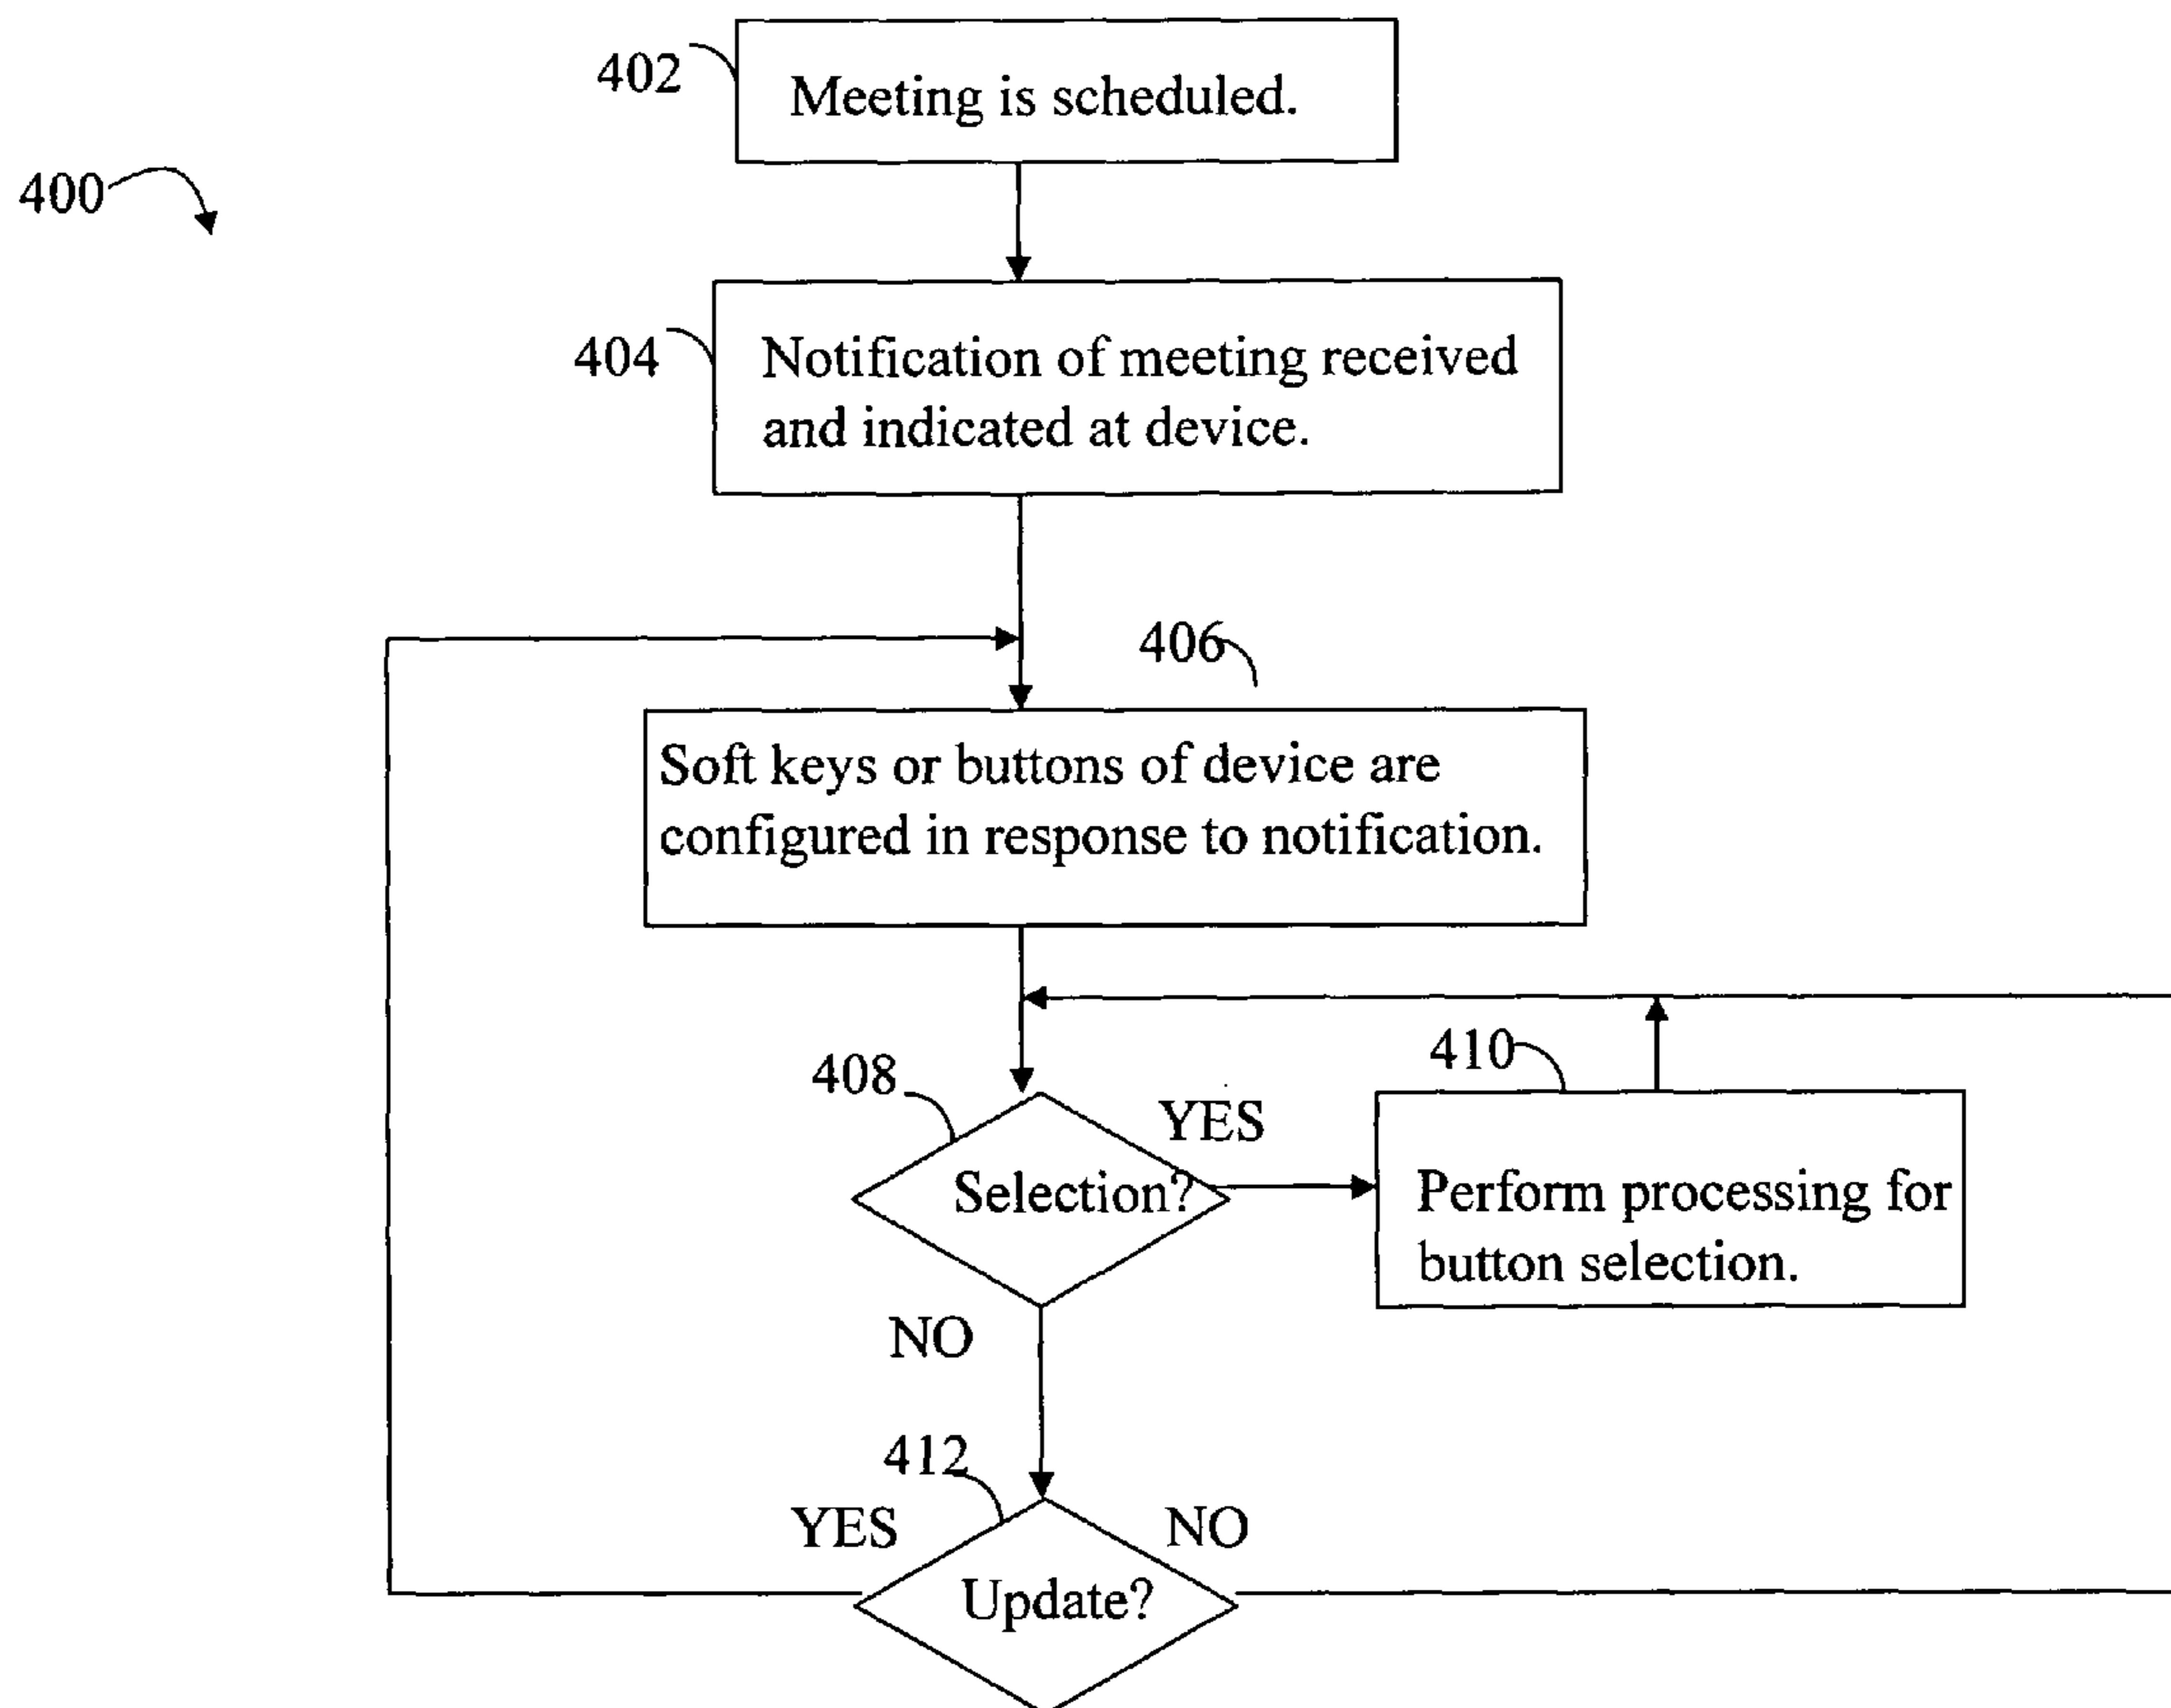 402
Meeting is scheduled.
400
404
Notification of meeting received
and indicated at device.
406
Soft keys or buttons of device are
configured in response to notification.
408
YES
410
Selection?
Perform processing for
button selection.
NO
412
YES
NO
Update?